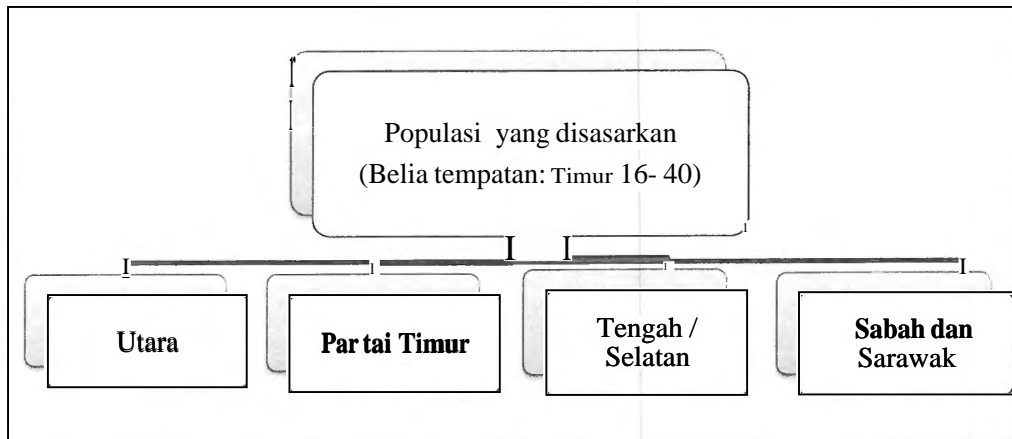 Populasi yang disasarkan
(Belia tempatan: Timur 16- 40)
Utara
Par tai Timur
Tengah /
Selatan
Sabah dan
Sarawak